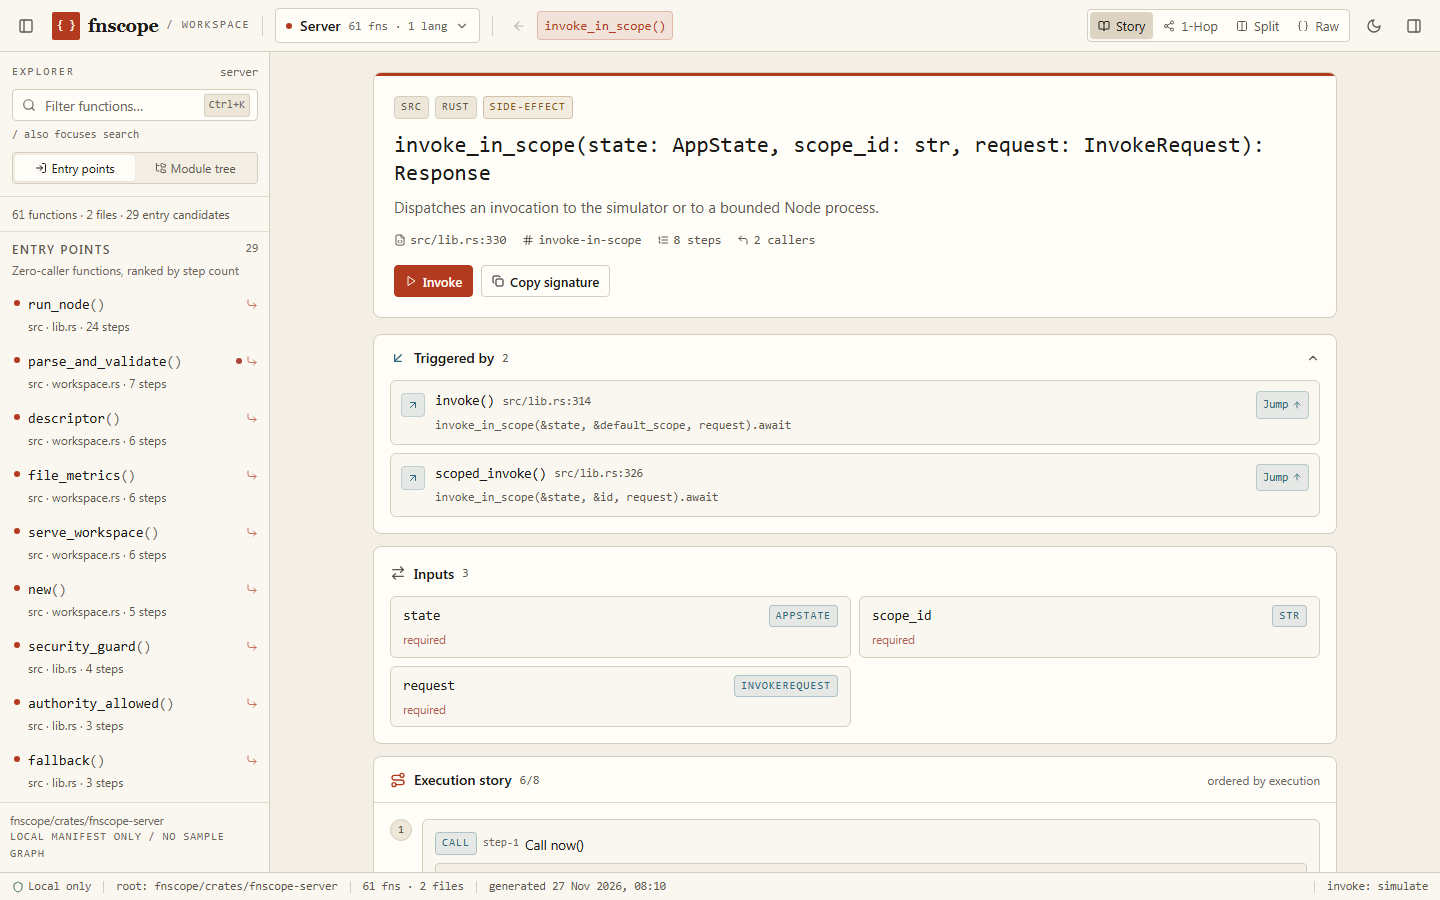 { } fnscope / WORKSPACE
Server 61 fns · 1 lang
← invoke_in_scope()
Story 1-Hop Split {} Raw
EXPLORER server
Filter functions... Ctrl+K
/ also focuses search
Entry points Module tree
61 functions · 2 files · 29 entry candidates
ENTRY POINTS 29
Zero-caller functions, ranked by step count
run_node()
src · lib.rs · 24 steps
parse_and_validate()
src · workspace.rs · 7 steps
descriptor()
src · workspace.rs · 6 steps
file_metrics()
src · workspace.rs · 6 steps
serve_workspace()
src · workspace.rs · 6 steps
new()
src · workspace.rs · 5 steps
security_guard()
src · lib.rs · 4 steps
authority_allowed()
src · lib.rs · 3 steps
fallback()
src · lib.rs · 3 steps
fnscope/crates/fnscope-server
LOCAL MANIFEST ONLY / NO SAMPLE
GRAPH
SRC RUST SIDE-EFFECT
invoke_in_scope(state: AppState, scope_id: str, request: InvokeRequest):
Response
Dispatches an invocation to the simulator or to a bounded Node process.
src/lib.rs:330 # invoke-in-scope 8 steps 2 callers
Invoke Copy signature
Triggered by 2
invoke() src/lib.rs:314
Jump ↑
invoke_in_scope(&state, &default_scope, request).await
scoped_invoke() src/lib.rs:326
Jump ↑
invoke_in_scope(&state, &id, request).await
Inputs 3
state APPSTATE
required
scope_id STR
required
request INVOKEREQUEST
required
Execution story 6/8 ordered by execution
1 CALL step-1 Call now()
Local only root: fnscope/crates/fnscope-server 61 fns · 2 files generated 27 Nov 2026, 08:10 invoke: simulate